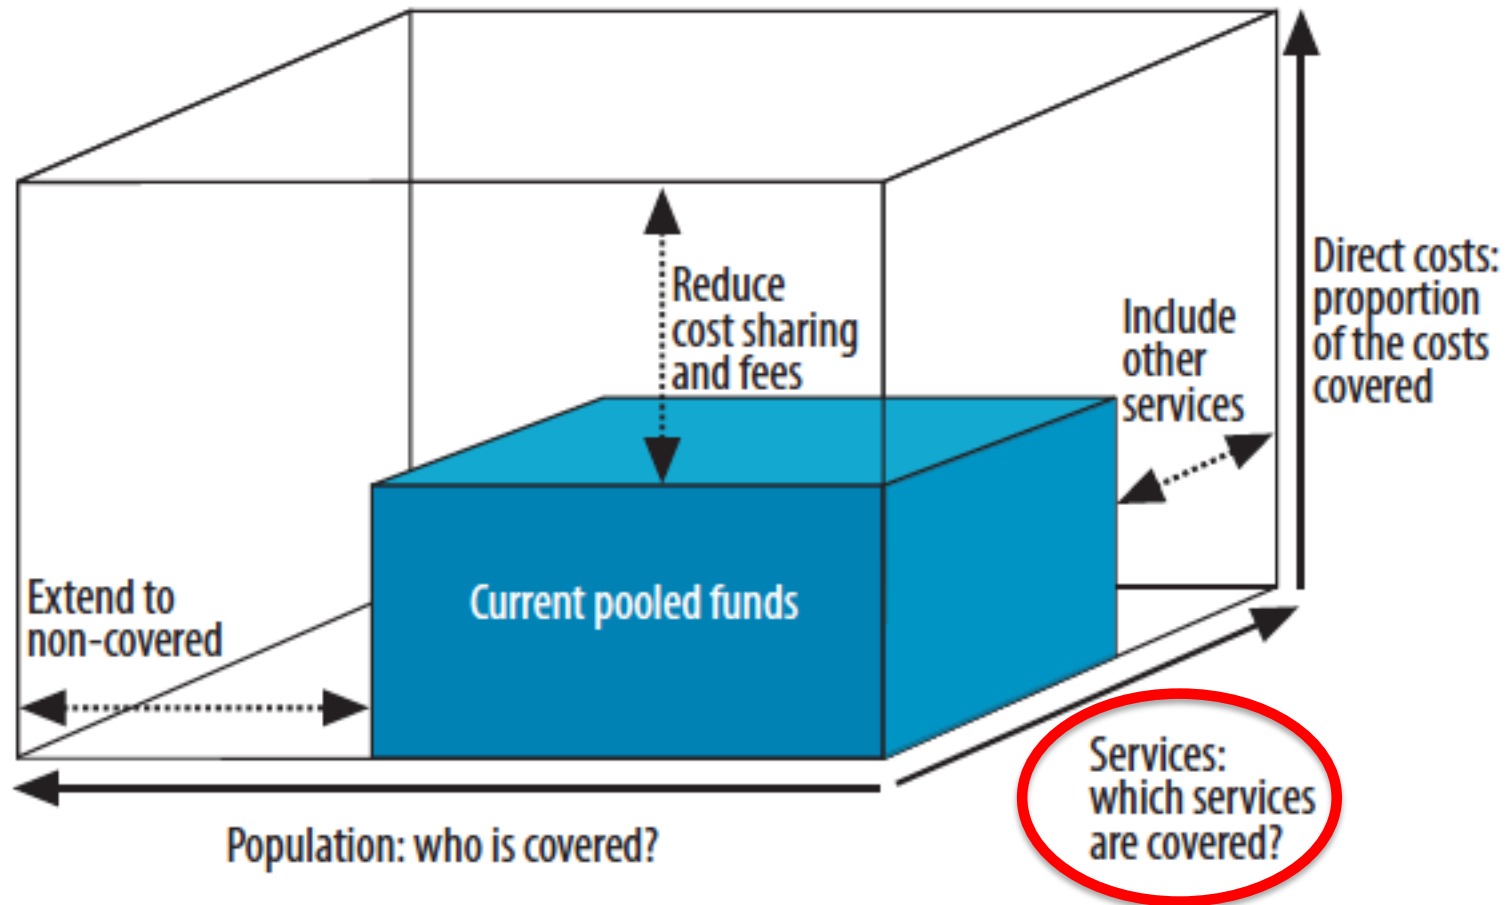 Reduce
cost sharing
and fees
Include
other
services
Direct costs:
proportion
of the costs
covered
Extend to
non-covered
Current pooled funds
Services:
which services
are covered?
Population: who is covered?